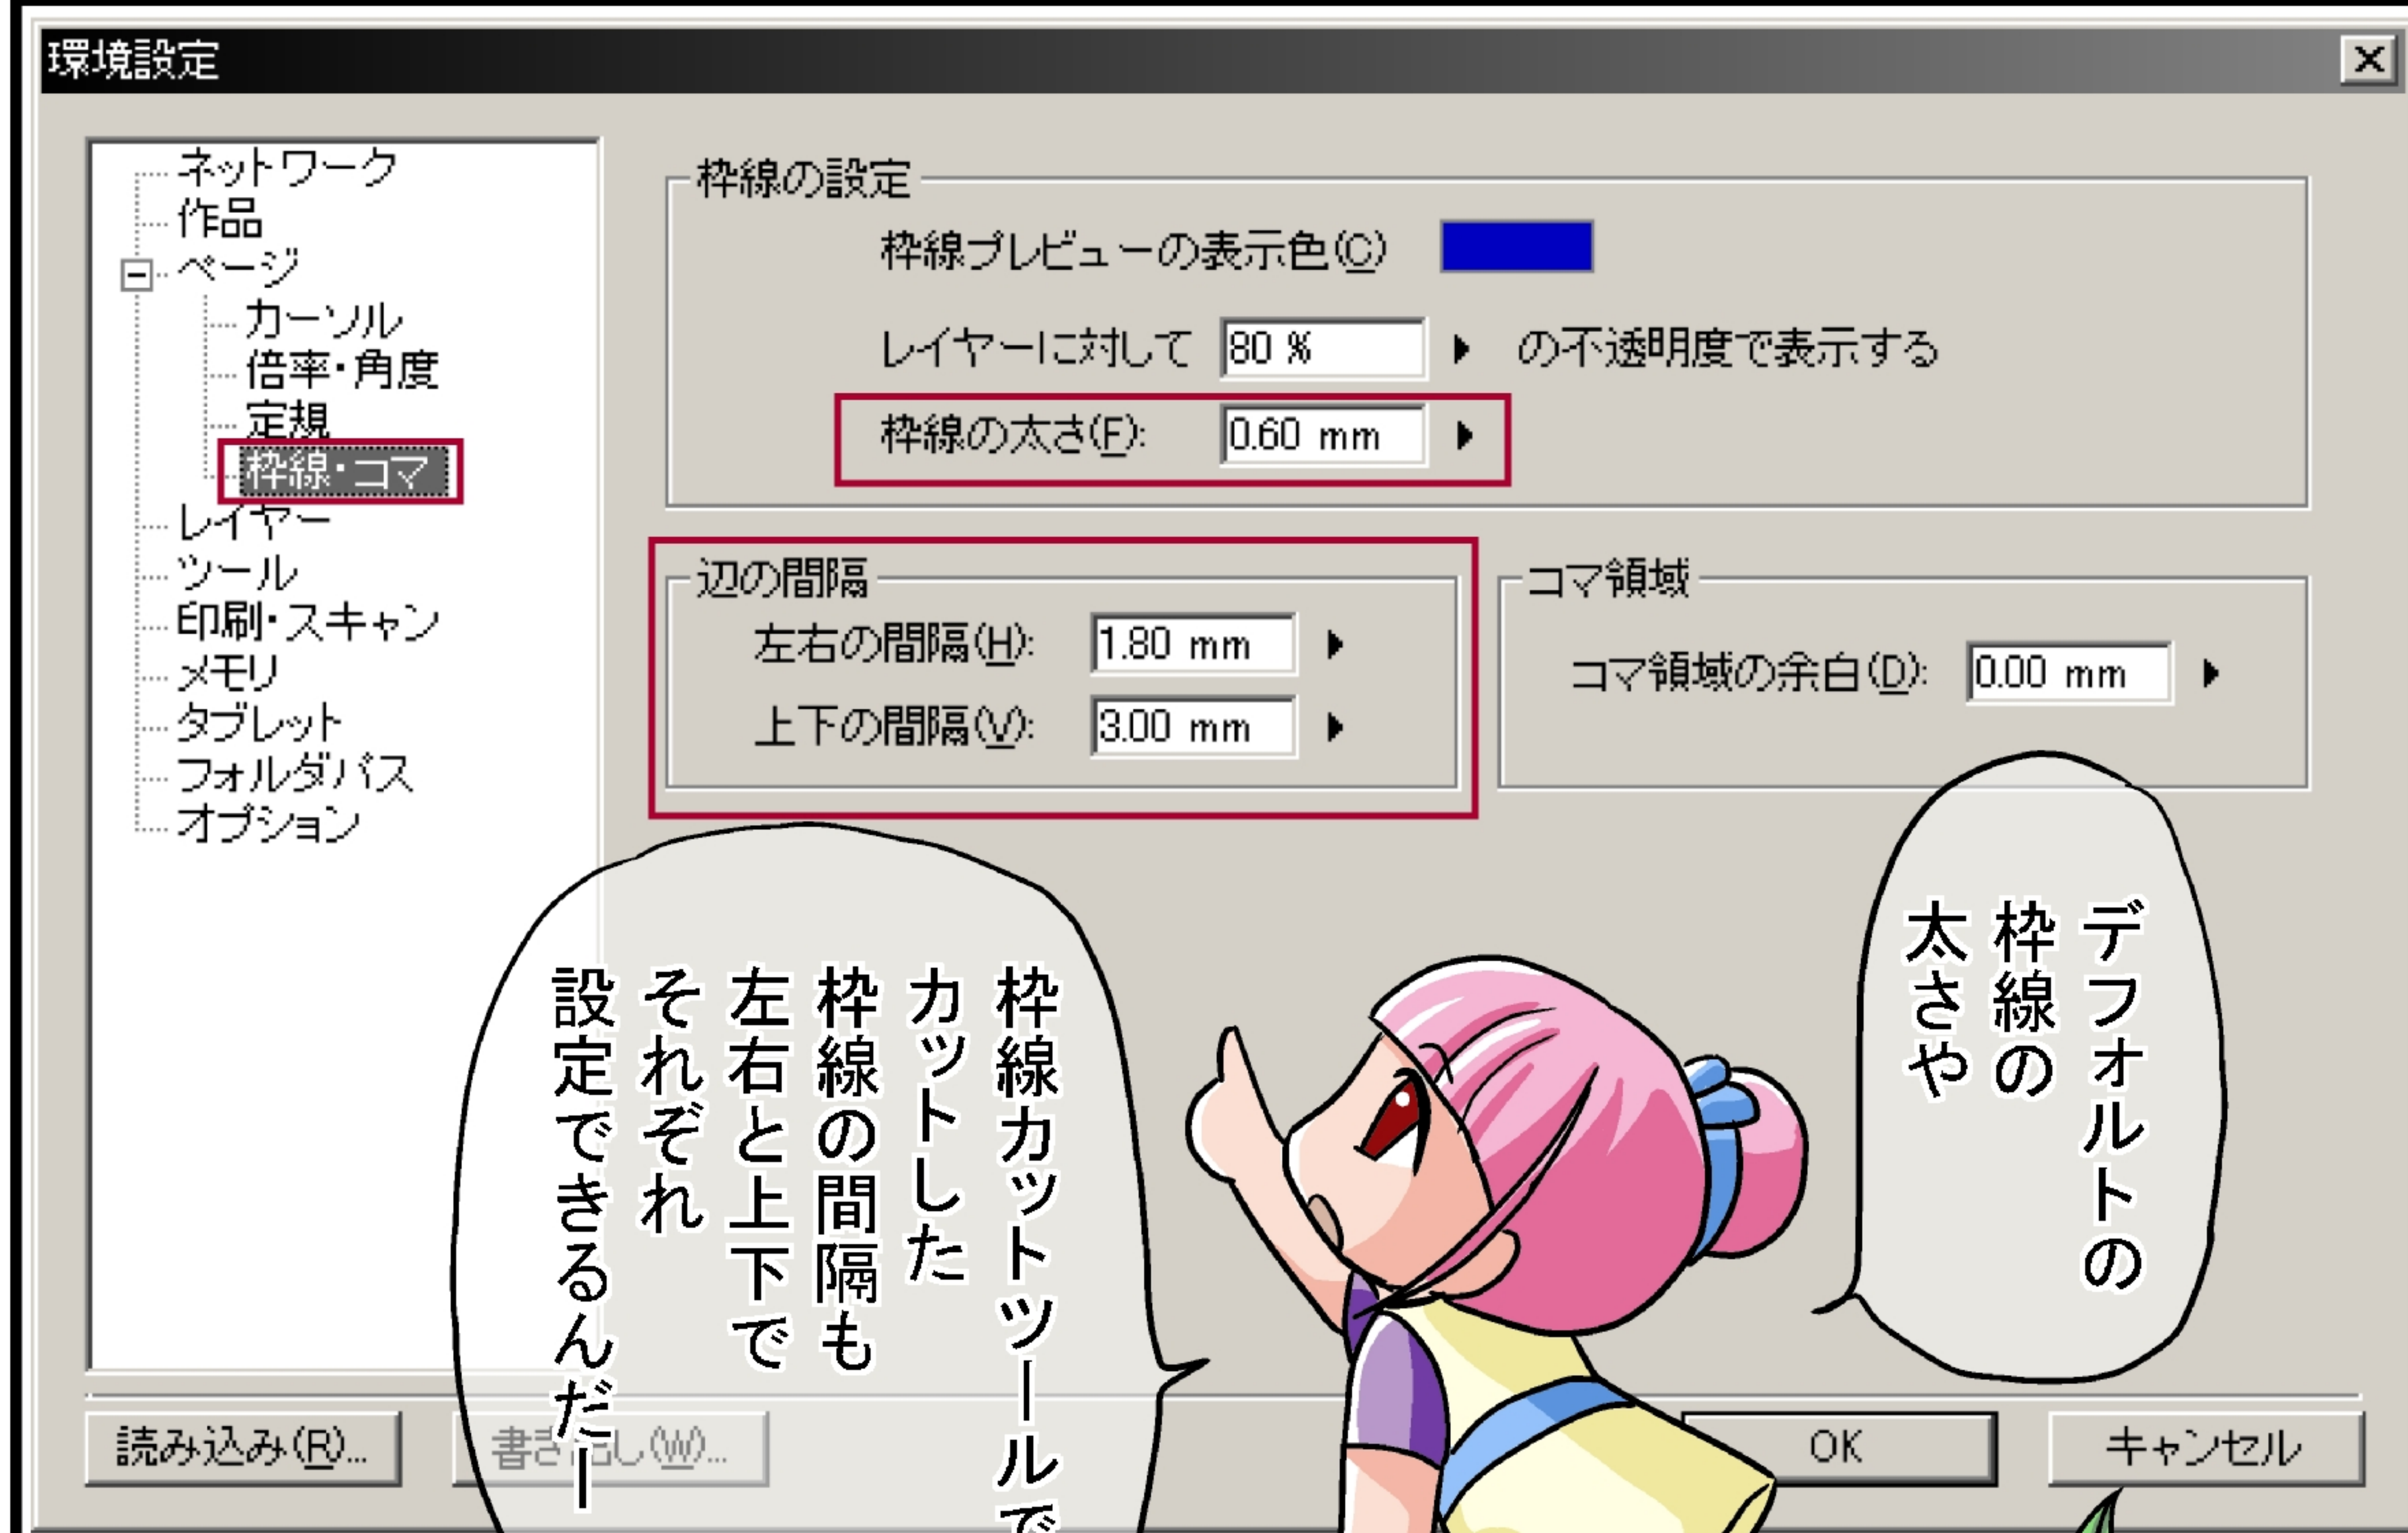 環境設定
ネットワーク
作品
ページ
カーソル
倍率・角度
定規
枠線・コマ
レイヤー
ツール
印刷・スキャン
メモリ
タブレット
フォルダパス
オプション
枠線の設定
枠線プレビューの表示色(C)
レイヤーに対して 80 % の不透明度で表示する
枠線の太さ(F): 0.60 mm
辺の間隔
左右の間隔(H): 1.80 mm
上下の間隔(V): 3.00 mm
コマ領域
コマ領域の余白(D): 0.00 mm
デフォルトの
枠線の
太さや
枠線カットツールで
カットした
枠線の間隔も
左右と上下で
それぞれ
設定できるんだー
読み込み(R)...
書き出し(W)...
OK
キャンセル